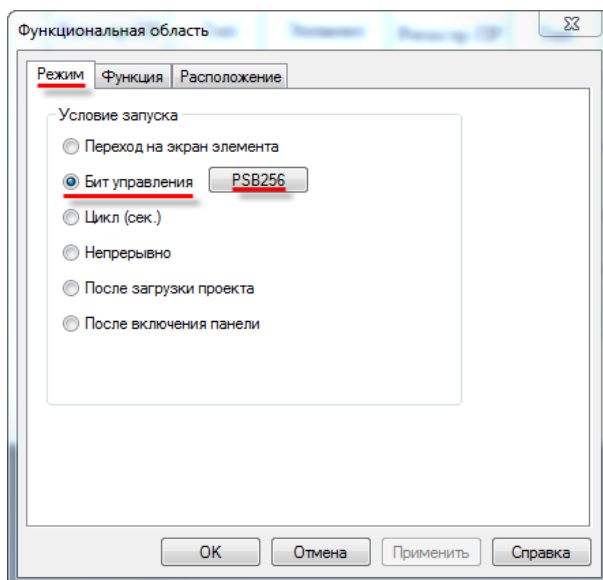 Функциональная область
Режим Функция Расположение
Условие запуска
Переход на экран элемента
Бит управления PSB256
Цикл (сек.)
Непрерывно
После загрузки проекта
После включения панели
OK Отмена Применить Справка